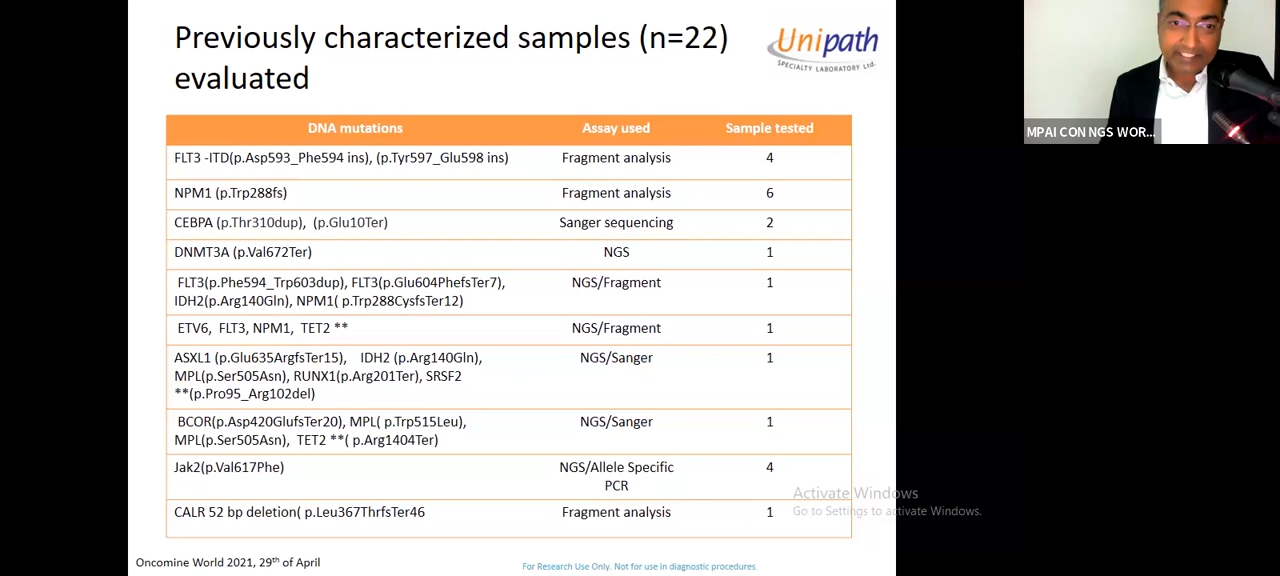 Previously characterized samples (n=22)
evaluated
Unipath
SPECIALTY LABORATORY Ltd.
DNA mutations Assay used Sample tested
FLT3 -ITD(p.Asp593_Phe594 ins), (p.Tyr597_Glu598 ins) Fragment analysis 4
NPM1 (p.Trp288fs) Fragment analysis 6
CEBPA (p.Thr310dup), (p.Glu10Ter) Sanger sequencing 2
DNMT3A (p.Val672Ter) NGS 1
FLT3(p.Phe594_Trp603dup), FLT3(p.Glu604PhefsTer7), NGS/Fragment 1
IDH2(p.Arg140Gln), NPM1( p.Trp288CysfsTer12)
ETV6, FLT3, NPM1, TET2 ** NGS/Fragment 1
ASXL1 (p.Glu635ArgfsTer15), IDH2 (p.Arg140Gln), NGS/Sanger 1
MPL(p.Ser505Asn), RUNX1(p.Arg201Ter), SRSF2
**(p.Pro95_Arg102del)
BCOR(p.Asp420GlufsTer20), MPL( p.Trp515Leu), NGS/Sanger 1
MPL(p.Ser505Asn), TET2 **( p.Arg1404Ter)
Jak2(p.Val617Phe) NGS/Allele Specific 4
PCR
CALR 52 bp deletion( p.Leu367ThrfsTer46 Fragment analysis 1
Oncomine World 2021, 29th of April
For Research Use Only. Not for use in diagnostic procedures.
MPAI CON NGS WOR...
Activate Windows
Go to Settings to activate Windows.